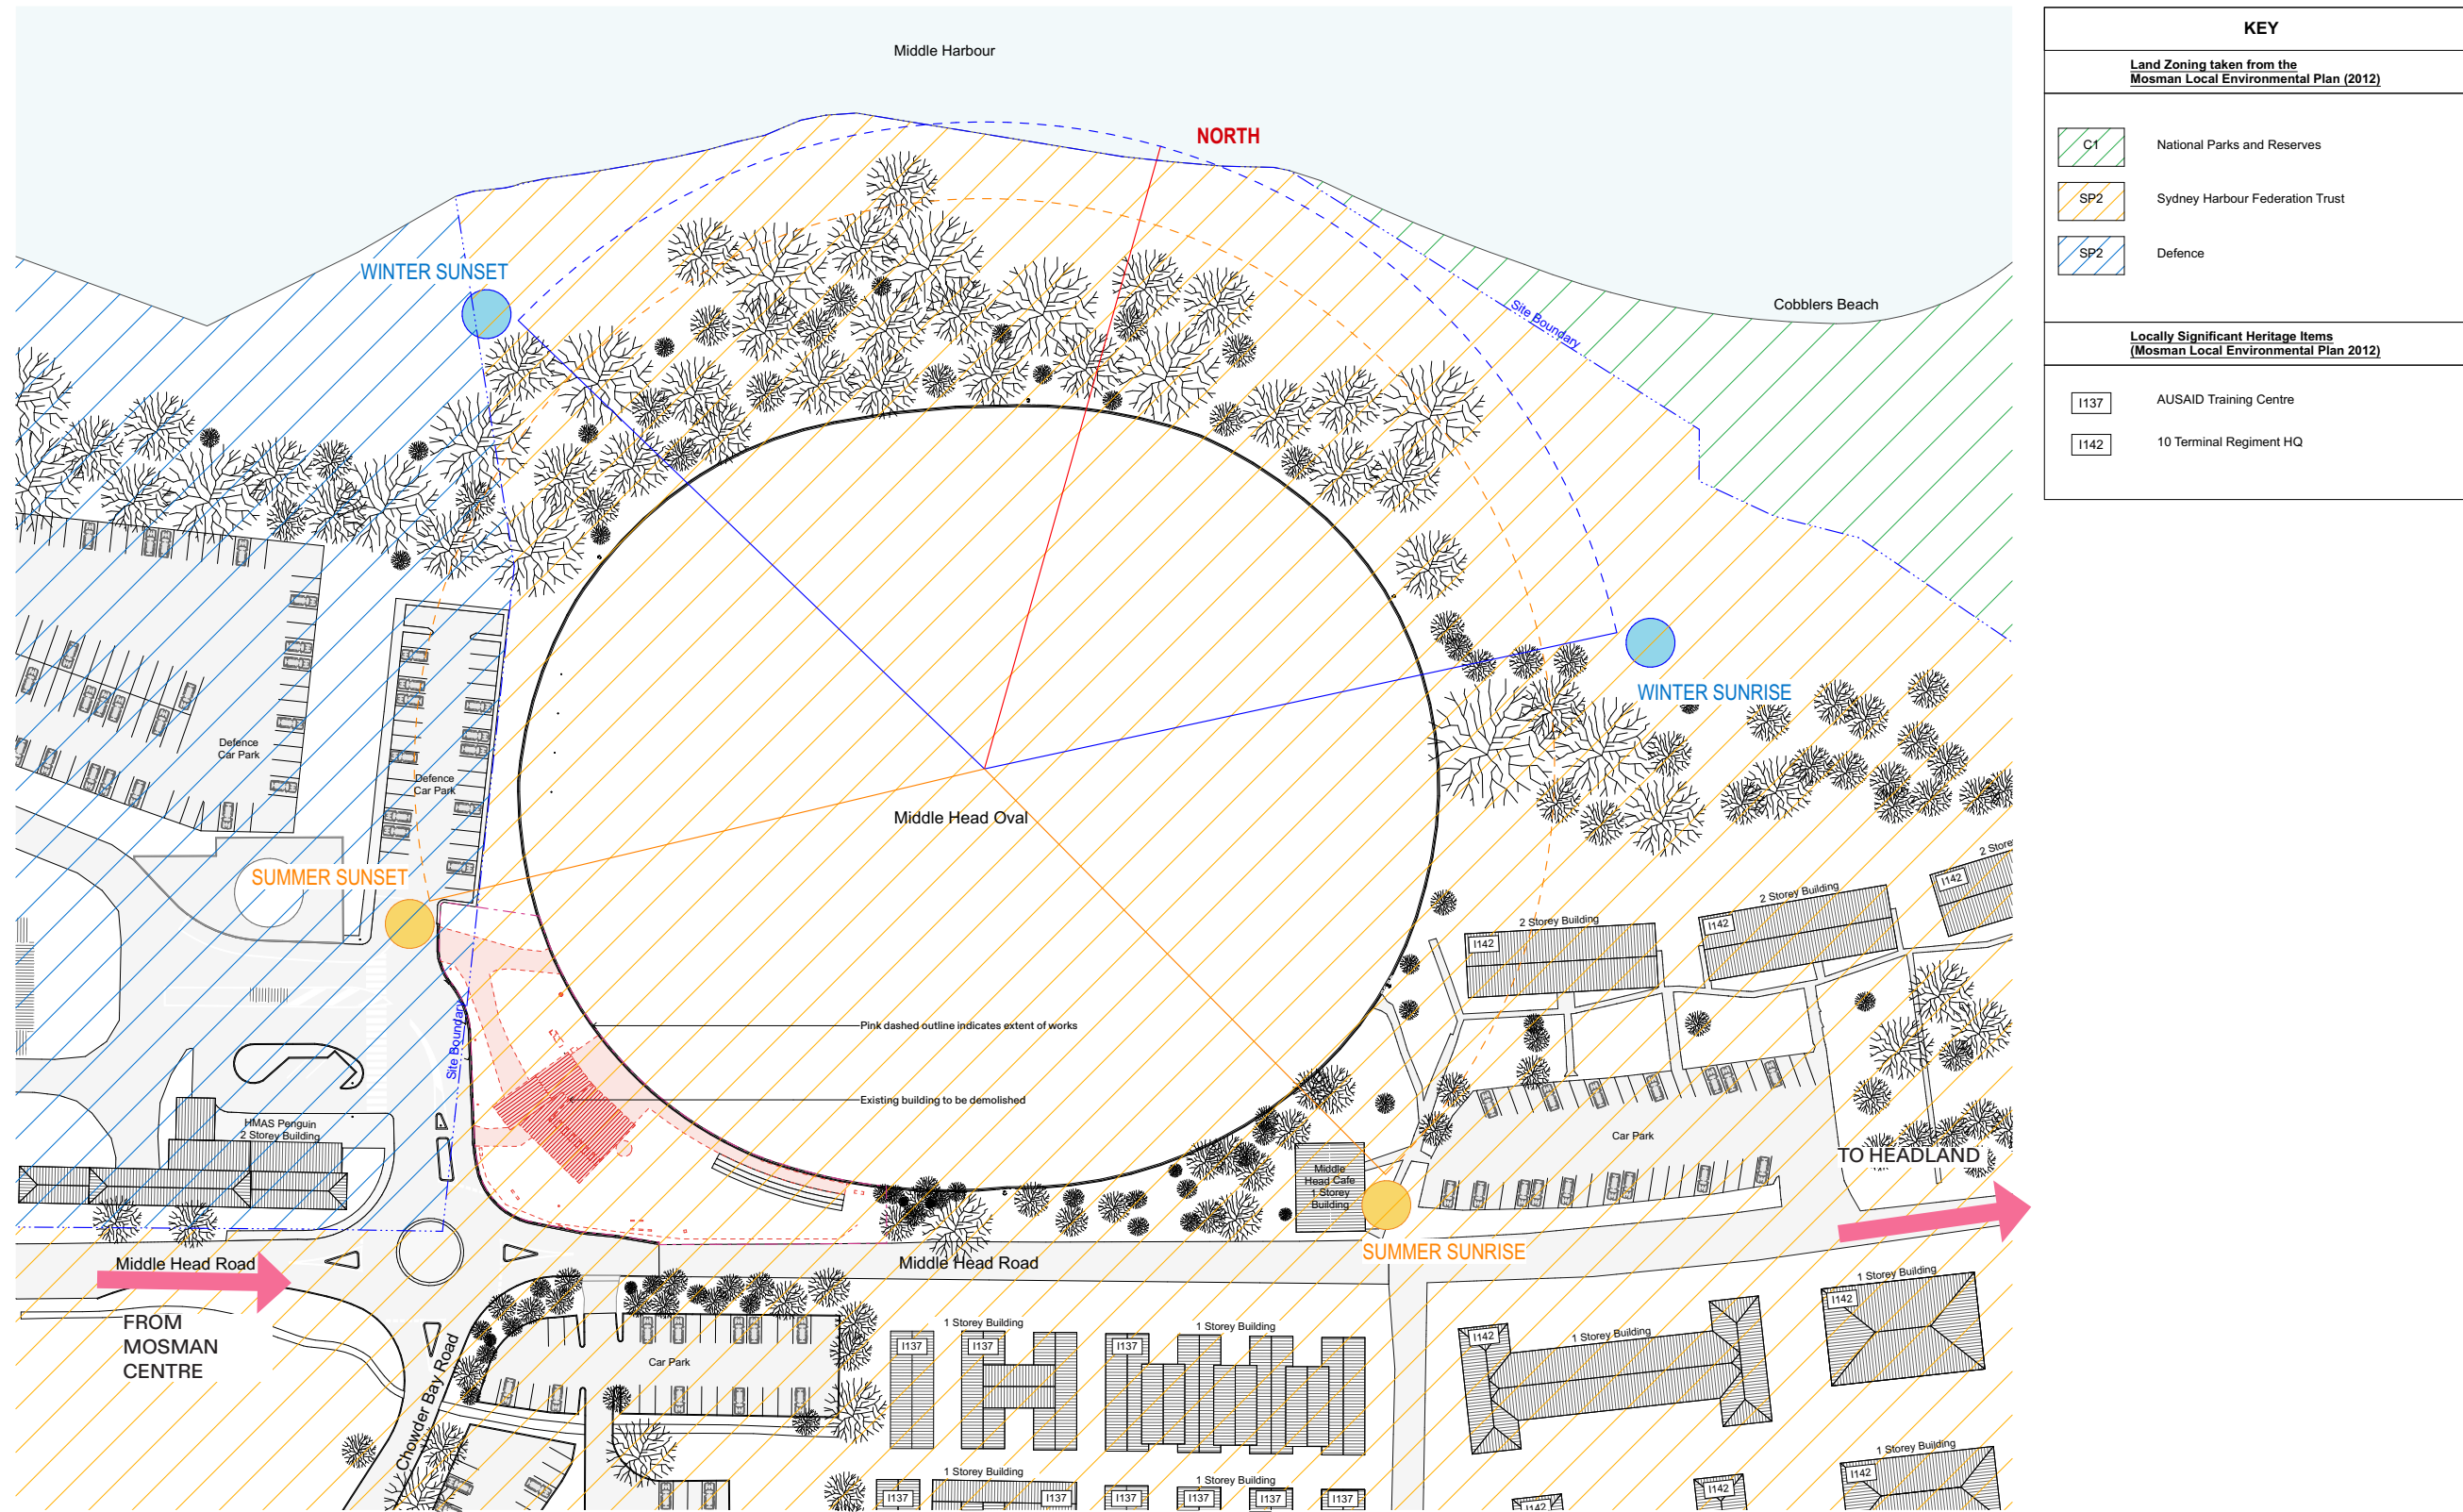 Middle Harbour
NORTH
WINTER SUNSET
Cobblers Beach
Site Boundary
WINTER SUNRISE
Defence
Car Park
Defence
Car Park
Middle Head Oval
SUMMER SUNSET
2 Storey Building
I142
2 Storey Building
I142
I142
Pink dashed outline indicates extent of works
Site Boundary
Existing building to be demolished
HMAS Penguin
2 Storey Building
Middle
Head Cafe
1 Storey
Building
Car Park
TO HEADLAND
SUMMER SUNRISE
Middle Head Road
Middle Head Road
FROM
MOSMAN
CENTRE
Chowder Bay Road
Car Park
1 Storey Building
I137
I137
1 Storey Building
I137
1 Storey Building
I142
1 Storey Building
I142
1 Storey Building
I137
I137
1 Storey Building
I137
I137
I137
I137
I142
I142
1 Storey Building
I142
KEY
Land Zoning taken from the
Mosman Local Environmental Plan (2012)
C1
National Parks and Reserves
SP2
Sydney Harbour Federation Trust
SP2
Defence
Locally Significant Heritage Items
(Mosman Local Environmental Plan 2012)
I137
AUSAID Training Centre
I142
10 Terminal Regiment HQ